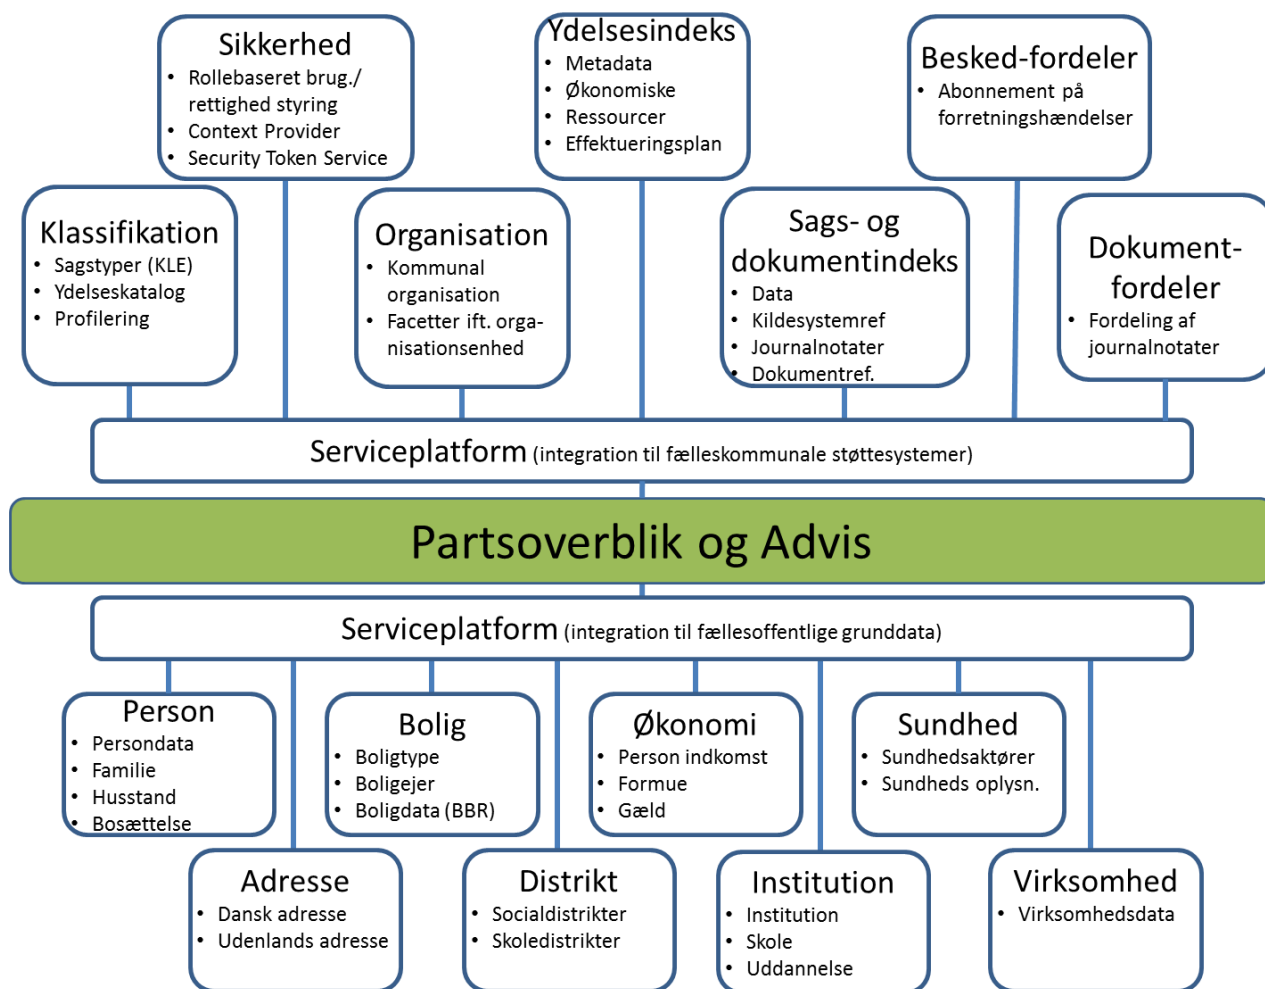 Sikkerhed
• Rollebaseret brug./
rettighed styring
• Context Provider
• Security Token Service
Ydelsesindeks
• Metadata
• Økonomiske
• Ressourcer
• Effektueringsplan
Besked-fordeler
• Abonnement på
forretningshændelser
Klassifikation
• Sagstyper (KLE)
• Ydelseskatalog
• Profilering
Organisation
• Kommunal
organisation
• Facetter ift. orga-
nisationsenhed
Sags- og
dokumentindeks
• Data
• Kildesystemref
• Journalnotater
• Dokumentref.
Dokument-
fordeler
• Fordeling af
journalnotater
Serviceplatform (integration til fælleskommunale støttesystemer)
Partsoverblik og Advis
Serviceplatform (integration til fællesoffentlige grunddata)
Person
• Persondata
• Familie
• Husstand
• Bosættelse
Bolig
• Boligtype
• Boligejer
• Boligdata (BBR)
Økonomi
• Person indkomst
• Formue
• Gæld
Sundhed
• Sundhedsaktører
• Sundheds oplysn.
Adresse
• Dansk adresse
• Udenlands adresse
Distrikt
• Socialdistrikter
• Skoledistrikter
Institution
• Institution
• Skole
• Uddannelse
Virksomhed
• Virksomhedsdata